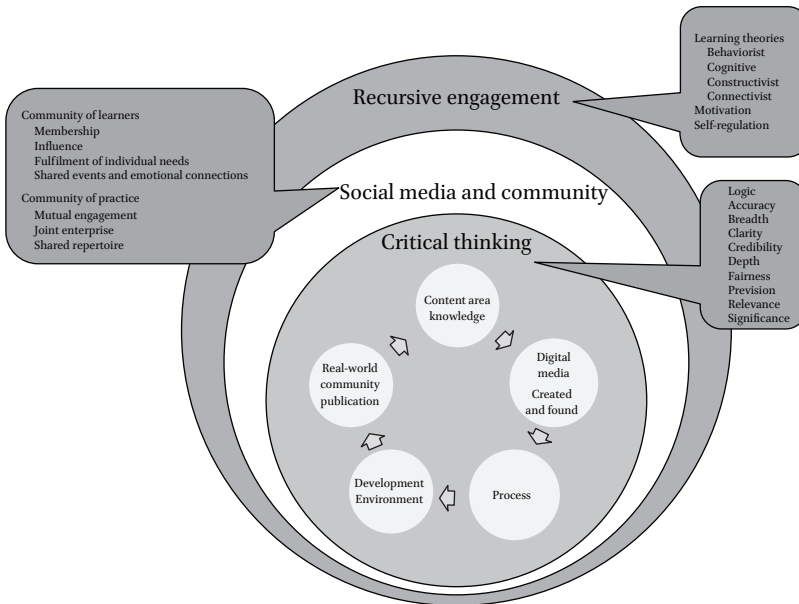 Recursive engagement
Learning theories
Behaviorist
Cognitive
Constructivist
Connectivist
Motivation
Self-regulation
Community of learners
Membership
Influence
Fulfilment of individual needs
Shared events and emotional connections
Community of practice
Mutual engagement
Joint enterprise
Shared repertoire
Social media and community
Logic
Accuracy
Breadth
Clarity
Credibility
Depth
Fairness
Prevision
Relevance
Significance
Critical thinking
Content area
knowledge
Digital
media
Created
and found
Process
Development
Environment
Real-world
community
publication